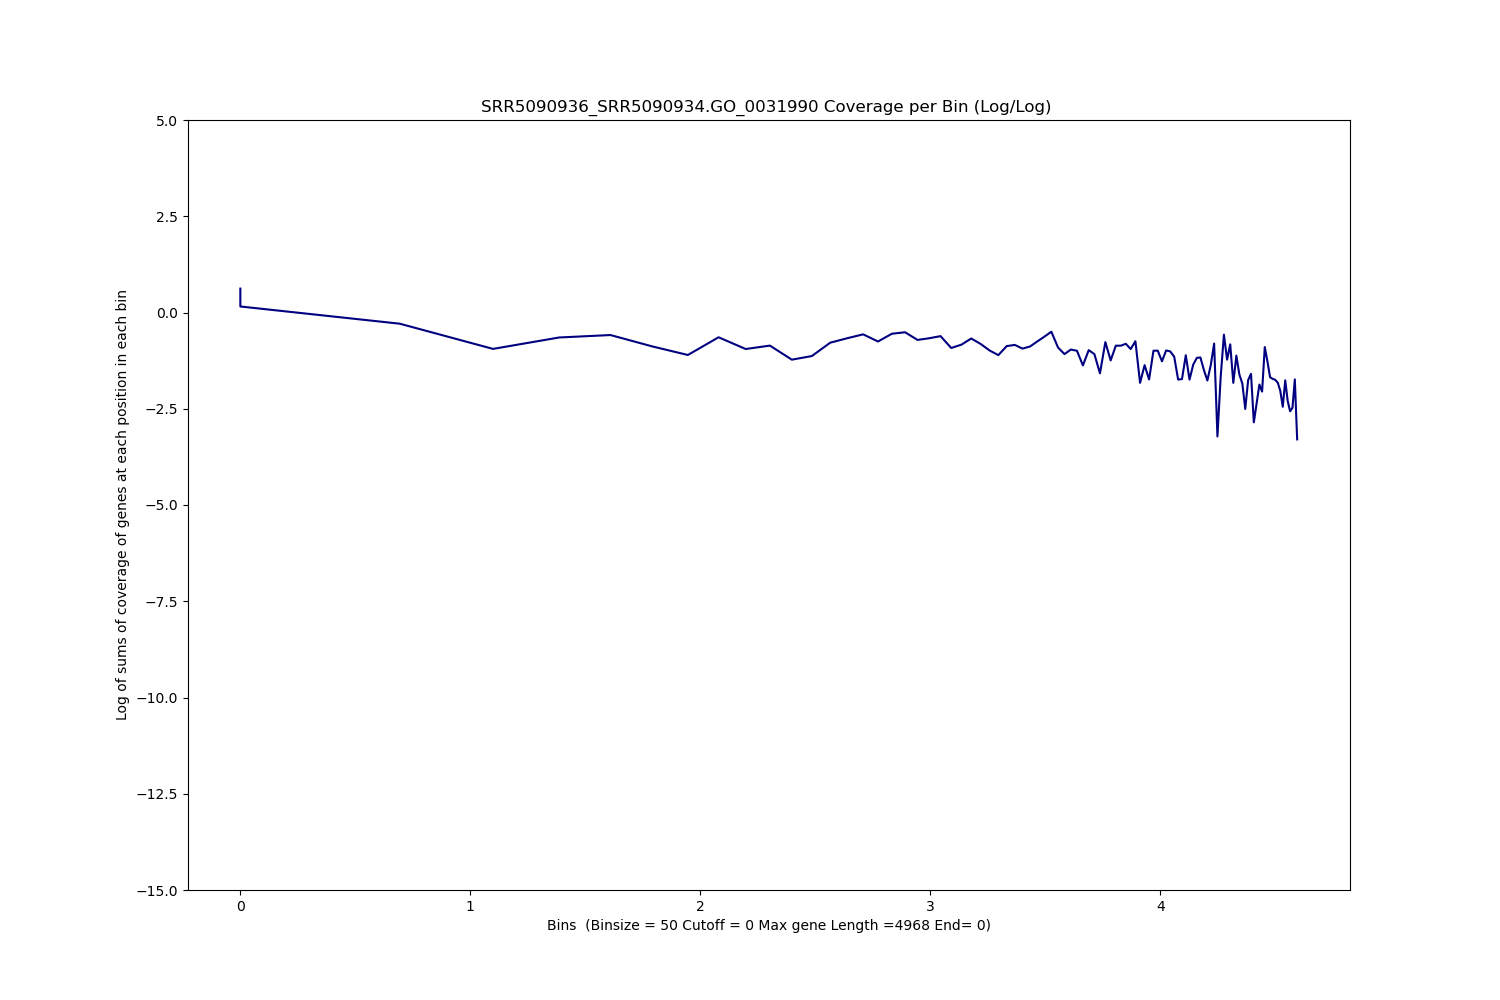 SRR5090936_SRR5090934.GO_0031990 Coverage per Bin (Log/Log)
Log of sums of coverage of genes at each position in each bin
5.0
2.5
0.0
−2.5
−5.0
−7.5
−10.0
−12.5
−15.0
0 1 2 3 4
Bins  (Binsize = 50 Cutoff = 0 Max gene Length =4968 End= 0)